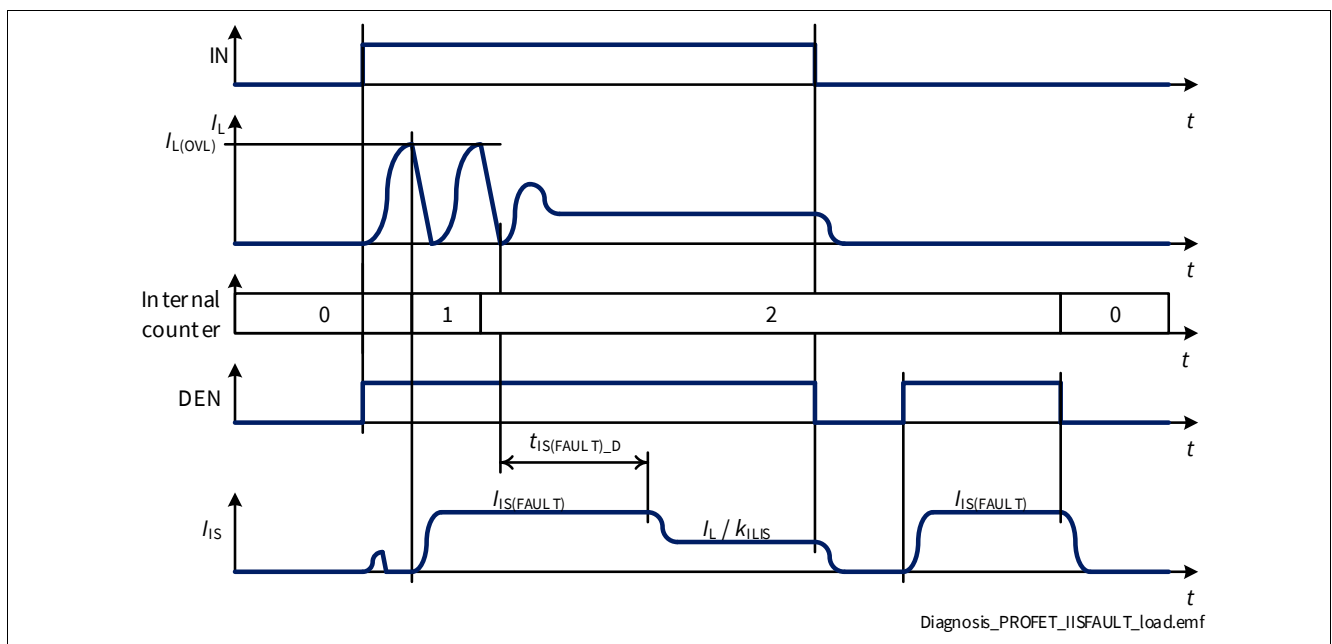 IN
t
I_L
I_L(OVL)
t
Internal
counter
0 1 2 0
t
DEN
t
t_IS(FAULT)_D
I_IS(FAULT) I_IS(FAULT)
I_IS
I_L / k_ILIS
t
Diagnosis_PROFET_IISFAULT_load.emf